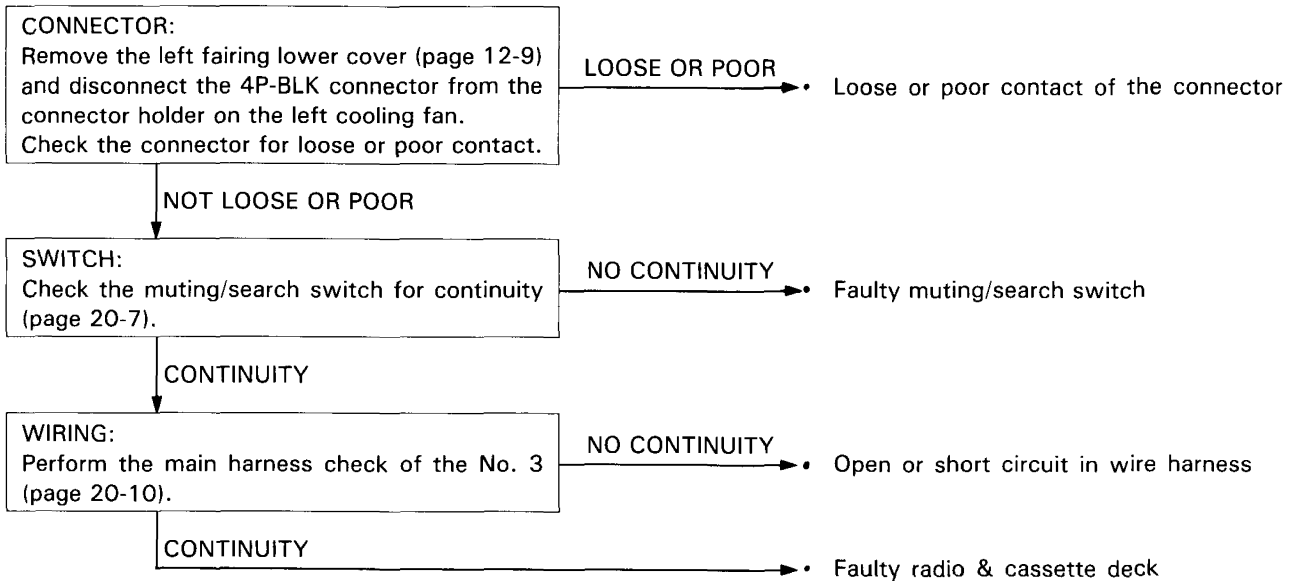 CONNECTOR:
Remove the left fairing lower cover (page 12-9)
and disconnect the 4P-BLK connector from the
connector holder on the left cooling fan.
Check the connector for loose or poor contact.
LOOSE OR POOR
• Loose or poor contact of the connector
NOT LOOSE OR POOR
SWITCH:
Check the muting/search switch for continuity
(page 20-7).
NO CONTINUITY
• Faulty muting/search switch
CONTINUITY
WIRING:
Perform the main harness check of the No. 3
(page 20-10).
NO CONTINUITY
• Open or short circuit in wire harness
CONTINUITY
• Faulty radio & cassette deck